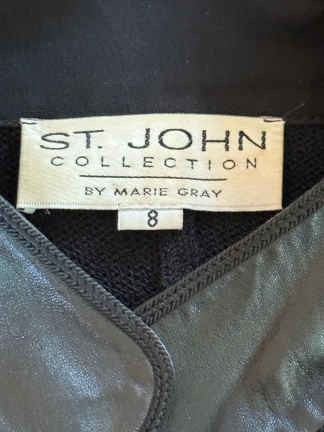 ST. JOHN
COLLECTION
BY MARIE GRAY
8